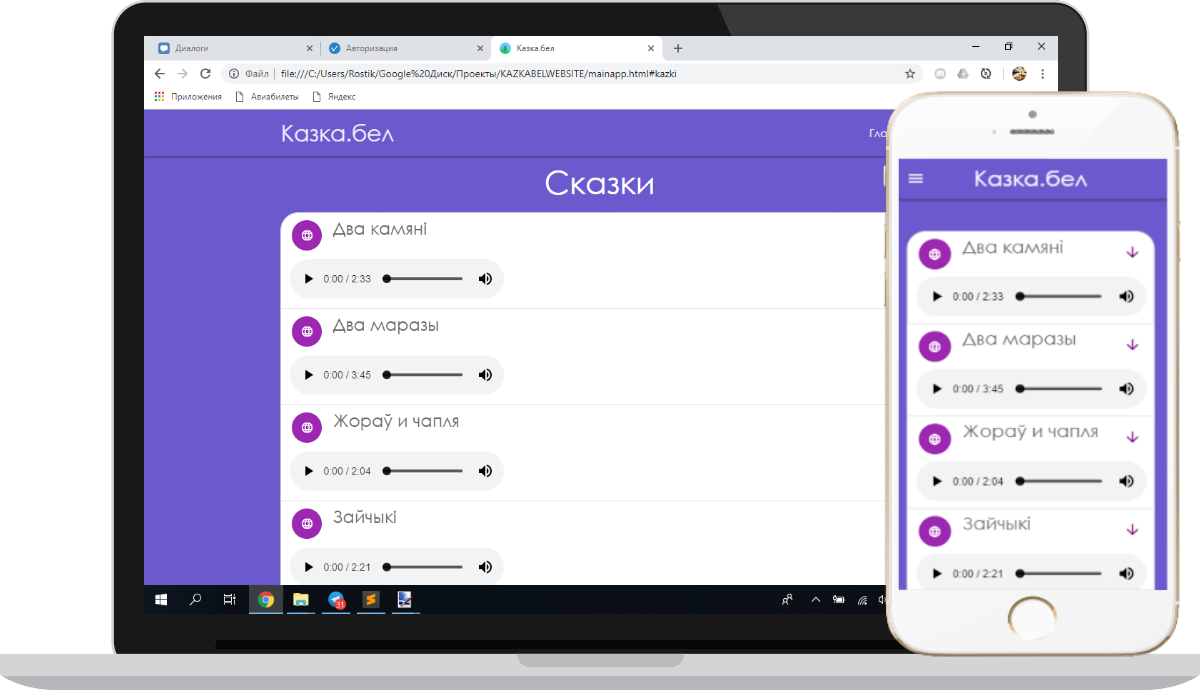 Диалоги
Авторизация
Казка.бел
Файл
file:///C:/Users/Rostik/Google%20Диск/Проекты/KAZKABELWEBSITE/mainapp.html#kazki
Приложения
Авиабилеты
Яндекс
Казка.бел
Сказки
Два камяні
0:00 / 2:33
Два маразы
0:00 / 3:45
Жораў и чапля
0:00 / 2:04
Зайчыкі
0:00 / 2:21
31
Казка.бел
Два камяні
0:00 / 2:33
Два маразы
0:00 / 3:45
Жораў и чапля
0:00 / 2:04
Зайчыкі
0:00 / 2:21